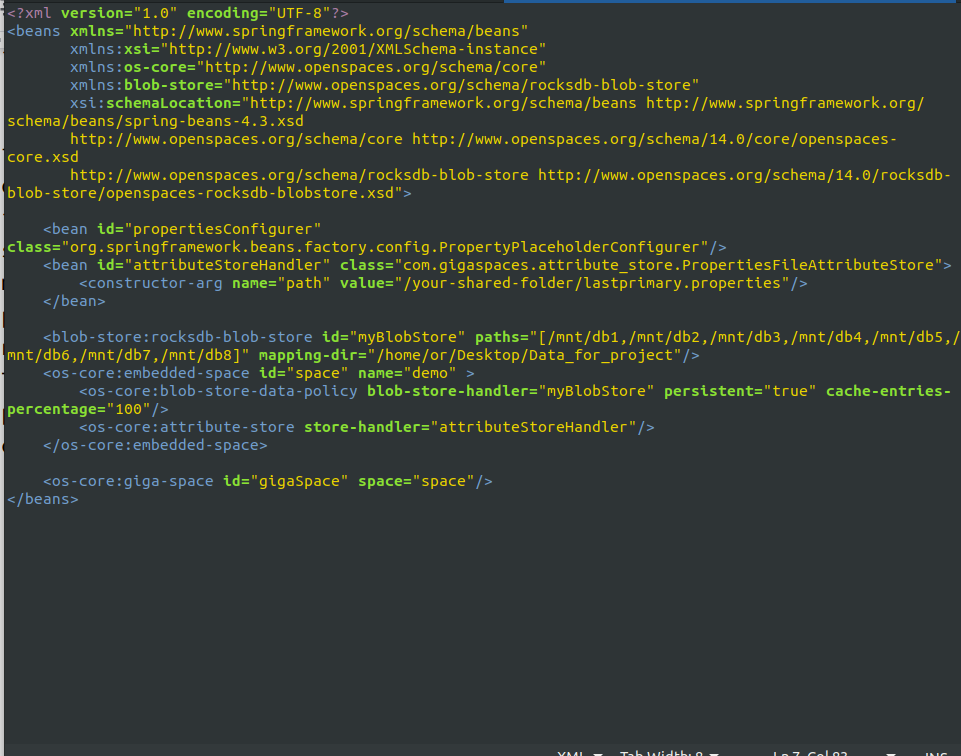 <?xml version="1.0" encoding="UTF-8"?>
<beans xmlns="http://www.springframework.org/schema/beans"
       xmlns:xsi="http://www.w3.org/2001/XMLSchema-instance"
       xmlns:os-core="http://www.openspaces.org/schema/core"
       xmlns:blob-store="http://www.openspaces.org/schema/rocksdb-blob-store"
       xsi:schemaLocation="http://www.springframework.org/schema/beans http://www.springframework.org/
schema/beans/spring-beans-4.3.xsd
       http://www.openspaces.org/schema/core http://www.openspaces.org/schema/14.0/core/openspaces-
core.xsd
       http://www.openspaces.org/schema/rocksdb-blob-store http://www.openspaces.org/schema/14.0/rocksdb-
blob-store/openspaces-rocksdb-blobstore.xsd">

    <bean id="propertiesConfigurer"
class="org.springframework.beans.factory.config.PropertyPlaceholderConfigurer"/>
    <bean id="attributeStoreHandler" class="com.gigaspaces.attribute_store.PropertiesFileAttributeStore">
        <constructor-arg name="path" value="/your-shared-folder/lastprimary.properties"/>
    </bean>

    <blob-store:rocksdb-blob-store id="myBlobStore" paths="[/mnt/db1,/mnt/db2,/mnt/db3,/mnt/db4,/mnt/db5,/
mnt/db6,/mnt/db7,/mnt/db8]" mapping-dir="/home/or/Desktop/Data_for_project"/>
    <os-core:embedded-space id="space" name="demo" >
        <os-core:blob-store-data-policy blob-store-handler="myBlobStore" persistent="true" cache-entries-
percentage="100"/>
        <os-core:attribute-store store-handler="attributeStoreHandler"/>
    </os-core:embedded-space>

    <os-core:giga-space id="gigaSpace" space="space"/>
</beans>
XML Tab Width: 8 Ln 7, Col 83 INS